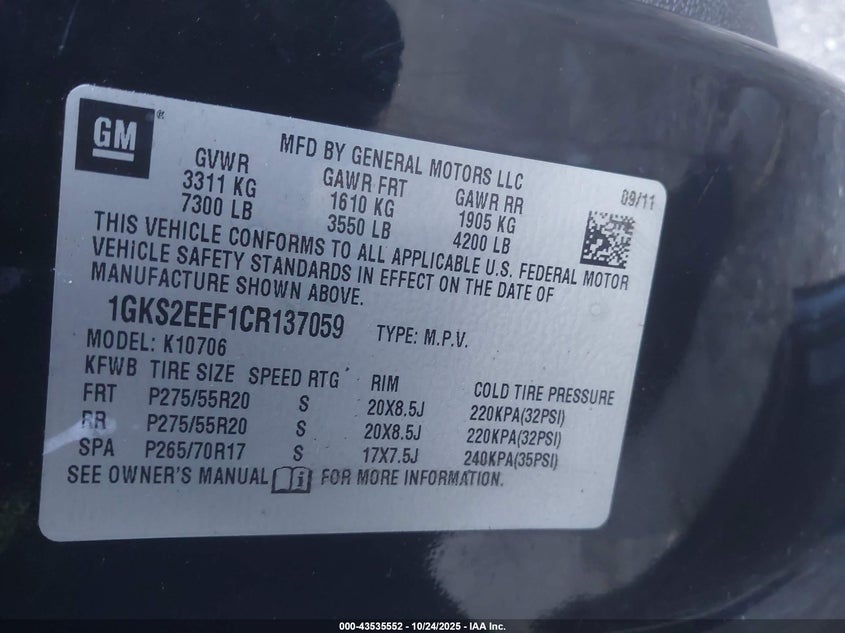 GM ®
MFD BY GENERAL MOTORS LLC
GVWR GAWR FRT GAWR RR 09/11
3311 KG 1610 KG 1905 KG
7300 LB 3550 LB 4200 LB
THIS VEHICLE CONFORMS TO ALL APPLICABLE U.S. FEDERAL MOTOR
VEHICLE SAFETY STANDARDS IN EFFECT ON THE DATE OF
MANUFACTURE SHOWN ABOVE.
1GKS2EEF1CR137059 TYPE: M.P.V.
MODEL: K10706
KFWB TIRE SIZE SPEED RTG RIM COLD TIRE PRESSURE
FRT P275/55R20 S 20X8.5J 220KPA(32PSI)
RR P275/55R20 S 20X8.5J 220KPA(32PSI)
SPA P265/70R17 S 17X7.5J 240KPA(35PSI)
SEE OWNER'S MANUAL i FOR MORE INFORMATION.
000-43535552 - 10/24/2025 - IAA Inc.